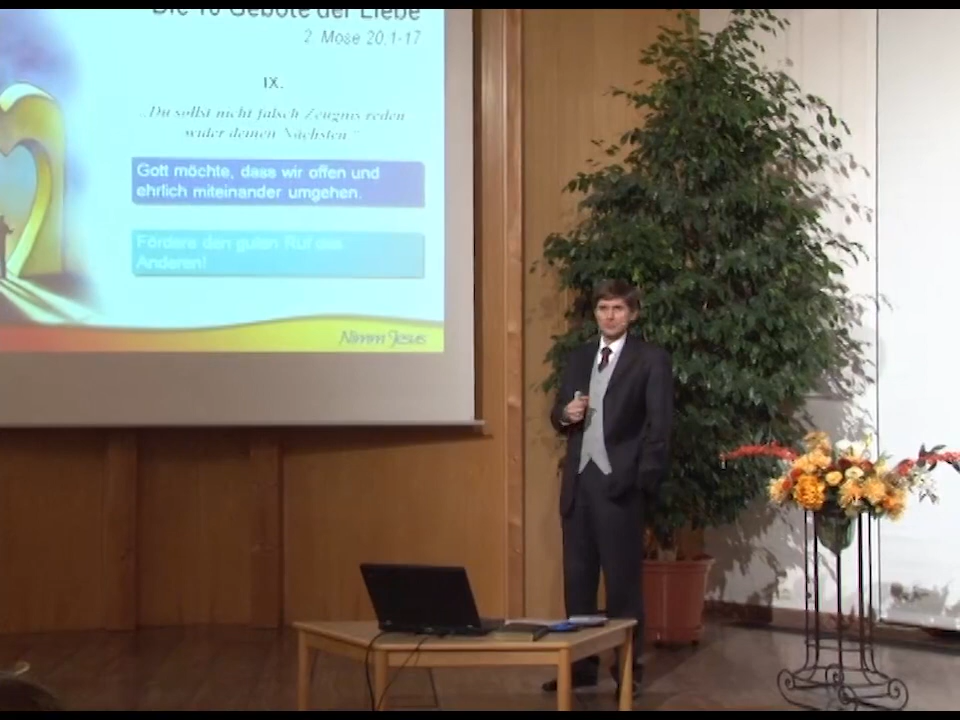 Die 10 Gebote der Liebe
2. Mose 20,1-17
IX.
„Du sollst nicht falsch Zeugnis reden
wider deinen Nächsten.“
Gott möchte, dass wir offen und
ehrlich miteinander umgehen.
Fördere den guten Ruf des
Anderen!
Nimm Jesus